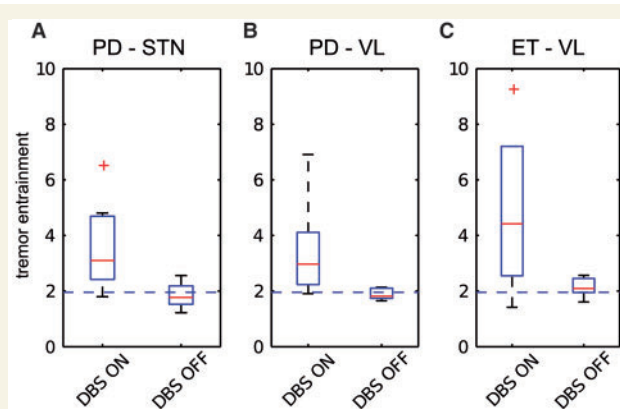 A PD - STN
B PD - VL
C ET - VL
tremor entrainment
10
8
6
4
2
0
DBS ON
DBS OFF
10
8
6
4
2
0
DBS ON
DBS OFF
10
8
6
4
2
0
DBS ON
DBS OFF